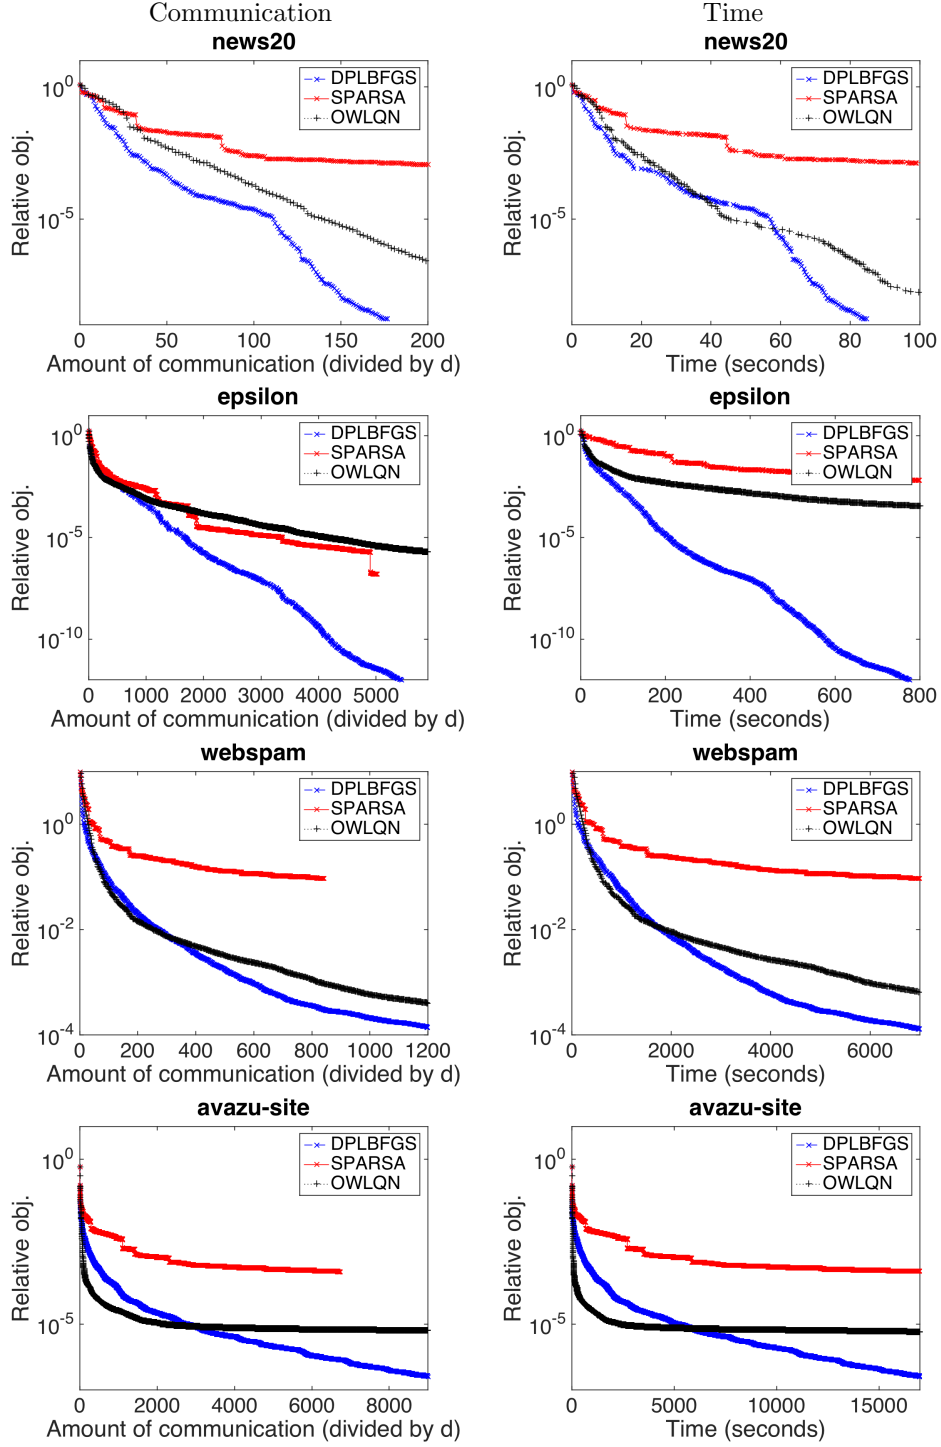 Communication
Time
news20
news20
DPLBFGS
SPARSA
OWLQN
10^0
10^-5
Relative obj.
0 50 100 150 200
Amount of communication (divided by d)
DPLBFGS
SPARSA
OWLQN
10^0
10^-5
Relative obj.
0 20 40 60 80 100
Time (seconds)
epsilon
epsilon
DPLBFGS
SPARSA
OWLQN
10^0
10^-5
10^-10
Relative obj.
0 1000 2000 3000 4000 5000
Amount of communication (divided by d)
DPLBFGS
SPARSA
OWLQN
10^0
10^-5
10^-10
Relative obj.
0 200 400 600 800
Time (seconds)
webspam
webspam
DPLBFGS
SPARSA
OWLQN
10^0
10^-2
10^-4
Relative obj.
0 200 400 600 800 1000 1200
Amount of communication (divided by d)
DPLBFGS
SPARSA
OWLQN
10^0
10^-2
10^-4
Relative obj.
0 2000 4000 6000
Time (seconds)
avazu-site
avazu-site
DPLBFGS
SPARSA
OWLQN
10^0
10^-5
Relative obj.
0 2000 4000 6000 8000
Amount of communication (divided by d)
DPLBFGS
SPARSA
OWLQN
10^0
10^-5
Relative obj.
0 5000 10000 15000
Time (seconds)